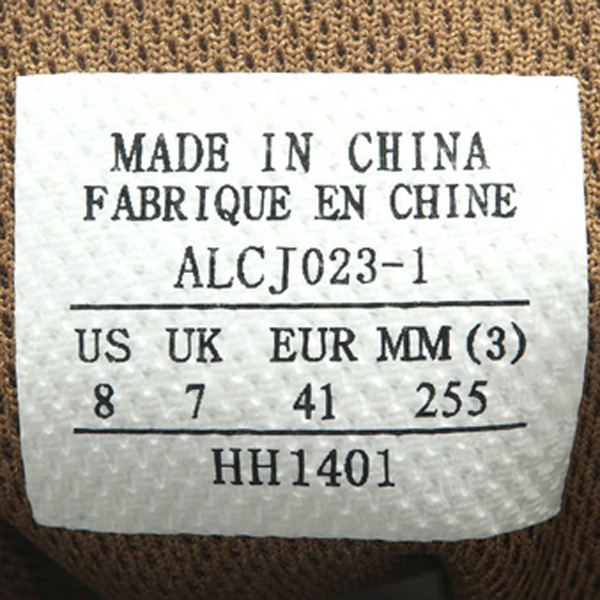 MADE IN CHINA
FABRIQUE EN CHINE
ALCJ023-1
US UK EUR MM (3)
8 7 41 255
HH1401